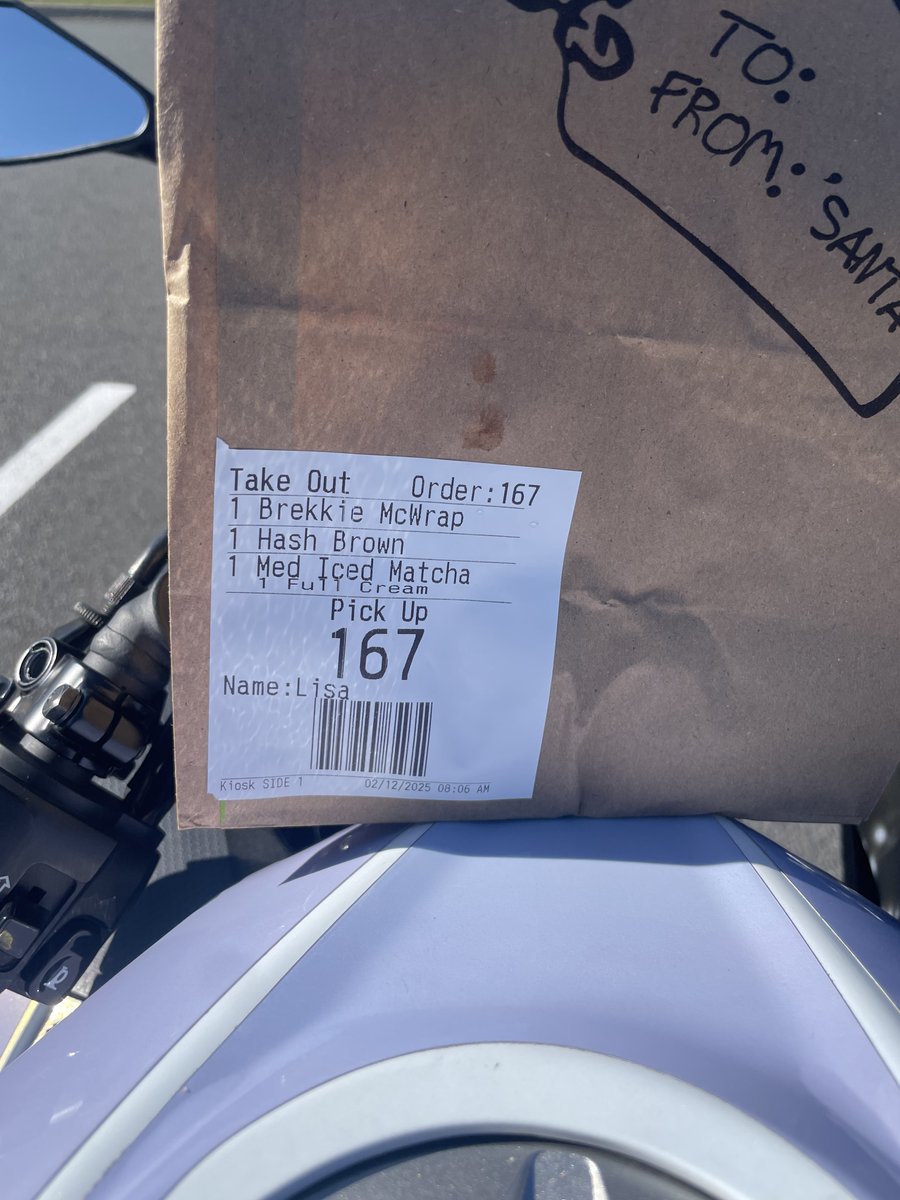 TO:
FROM: 'SANTA
Take Out Order:167
1 Brekkie McWrap
1 Hash Brown
1 Med Iced Matcha
1 Full Cream
Pick Up
167
Name:Lisa
Kiosk SIDE 1 02/12/2025 08:06 AM